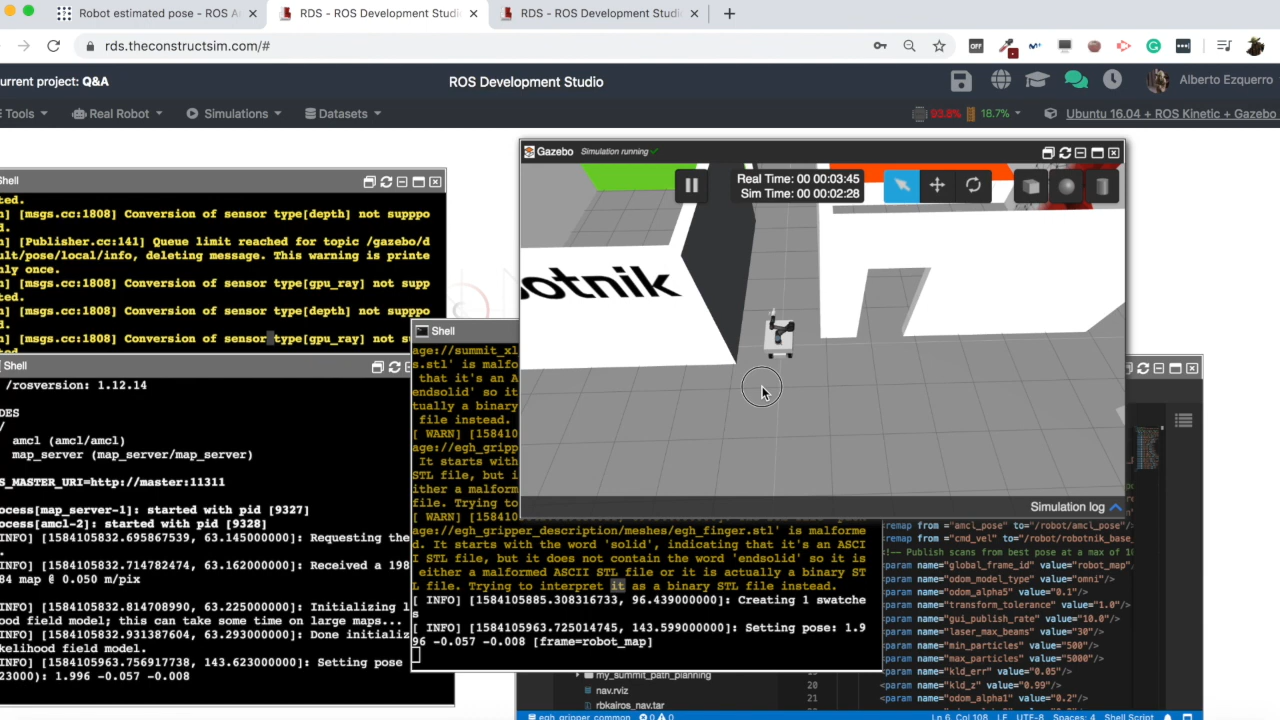 Robot estimated pose - ROS A
RDS - ROS Development Studi
RDS - ROS Development Studi
rds.theconstructsim.com/#
OFF
urrent project: Q&A
ROS Development Studio
Alberto Ezquerro
Tools
Real Robot
Simulations
Datasets
93.8%
18.7%
Ubuntu 16.04 + ROS Kinetic + Gazebo
Shell
ted.
n] [msgs.cc:1808] Conversion of sensor type[depth] not supppo
d.
n] [Publisher.cc:141] Queue limit reached for topic /gazebo/d
ult/pose/local/info, deleting message. This warning is printe
nly once.
n] [msgs.cc:1808] Conversion of sensor type[gpu_ray] not supp
ted.
n] [msgs.cc:1808] Conversion of sensor type[depth] not supppo
d.
n] [msgs.cc:1808] Conversion of sensor type[gpu_ray] not su
Gazebo
Simulation running
Real Time: 00 00:03:45
Sim Time: 00 00:02:28
otnik
Simulation log
Shell
/rosversion: 1.12.14
DES
/
amcl (amcl/amcl)
map_server (map_server/map_server)
S_MASTER_URI=http://master:11311
ocess[map_server-1]: started with pid [9327]
ocess[amcl-2]: started with pid [9328]
INFO] [1584105832.695867539, 63.145000000]: Requesting the
.
INFO] [1584105832.714782474, 63.162000000]: Received a 198
84 map @ 0.050 m/pix
INFO] [1584105832.814708990, 63.225000000]: Initializing l
ood field model; this can take some time on large maps...
INFO] [1584105832.931387604, 63.293000000]: Done initializ
kelihood field model.
INFO] [1584105963.756917738, 143.623000000]: Setting pose
23000): 1.996 -0.057 -0.008
Shell
age://summit_xl
s.stl' is malfo
that it's an A
endsolid' so it
tually a binary
file instead.
[ WARN] [158410
age://egh_gripp
It starts with
STL file, but i
ither a malform
file. Trying to
[ WARN] [158410
age://egh_gripper_description/meshes/egh_finger.stl' is malforme
d. It starts with the word 'solid', indicating that it's an ASCI
I STL file, but it does not contain the word 'endsolid' so it is
either a malformed ASCII STL file or it is actually a binary ST
L file. Trying to interpret it as a binary STL file instead.
[ INFO] [1584105885.308316733, 96.439000000]: Creating 1 swatche
s
[ INFO] [1584105963.725014745, 143.599000000]: Setting pose: 1.9
96 -0.057 -0.008 [frame=robot_map]
<remap from ="amcl_pose" to="/robot/amcl_pose"/>
<remap from ="cmd_vel" to="/robot/robotnik_base_
<!-- Publish scans from best pose at a max of 10
<param name="global_frame_id" value="robot_map"/
<param name="odom_model_type" value="omni"/>
<param name="odom_alpha5" value="0.1"/>
<param name="transform_tolerance" value="1.0"/>
<param name="gui_publish_rate" value="10.0"/>
<param name="laser_max_beams" value="30"/>
<param name="min_particles" value="500"/>
<param name="max_particles" value="5000"/>
<param name="kld_err" value="0.05"/>
19 <param name="kld_z" value="0.99"/>
20 <param name="odom_alpha1" value="0.2"/>
my_summit_path_planning
nav.rviz
rbkairos_nav.tar
egh_gripper_common
0
0
Ln 6, Col 108
LF
UTF-8
Spaces: 4
Shell Script